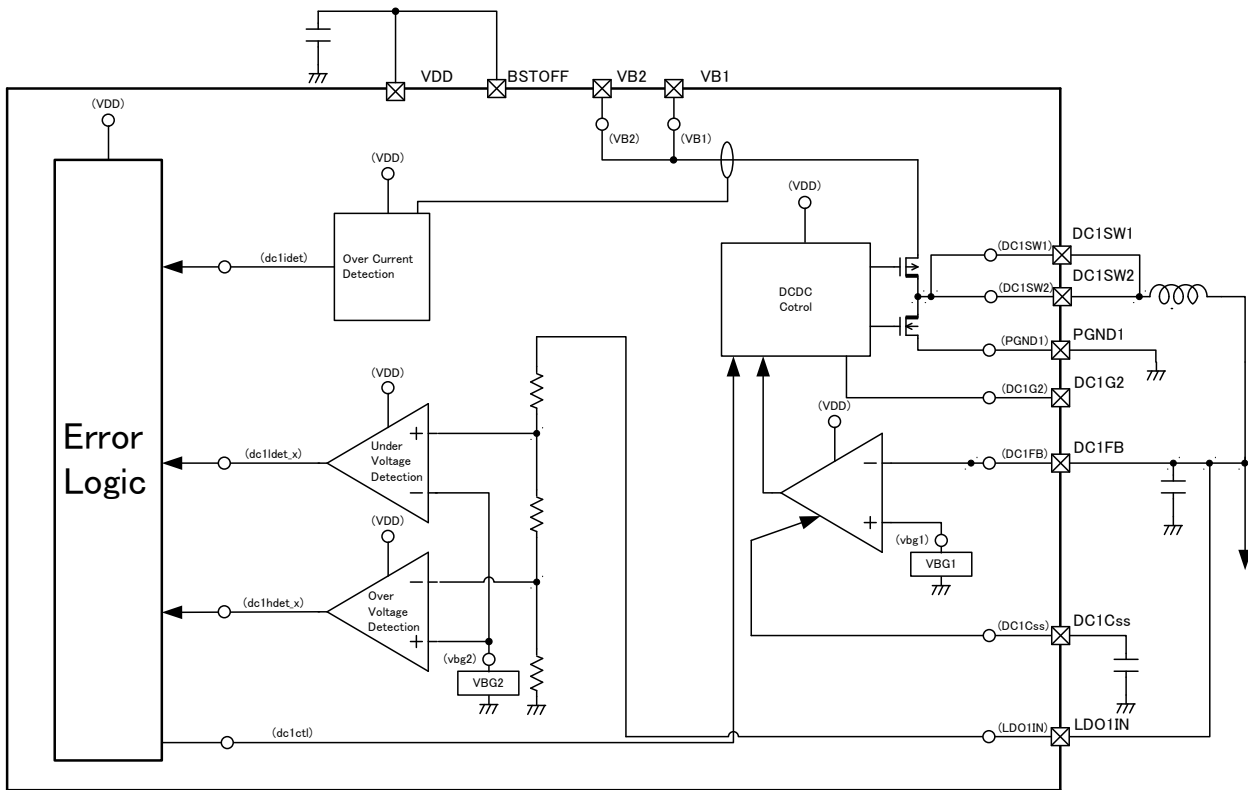 VDD
BSTOFF
VB2
VB1
(VDD)
(VB2)
(VB1)
(VDD)
(VDD)
DC1SW1
(DC1SW1)
(dc1idet)
Over Current
Detection
DCDC
Cotrol
DC1SW2
(DC1SW2)
PGND1
(PGND1)
DC1G2
(DC1G2)
(VDD)
(VDD)
Error
Logic
(dc1ldet_x)
+
Under
Voltage
Detection
−
−
DC1FB
(DC1FB)
+
(vbg1)
VBG1
(VDD)
(dc1hdet_x)
−
Over
Voltage
Detection
+
(vbg2)
VBG2
DC1Css
(DC1Css)
(dc1ctl)
LDO1IN
(LDO1IN)